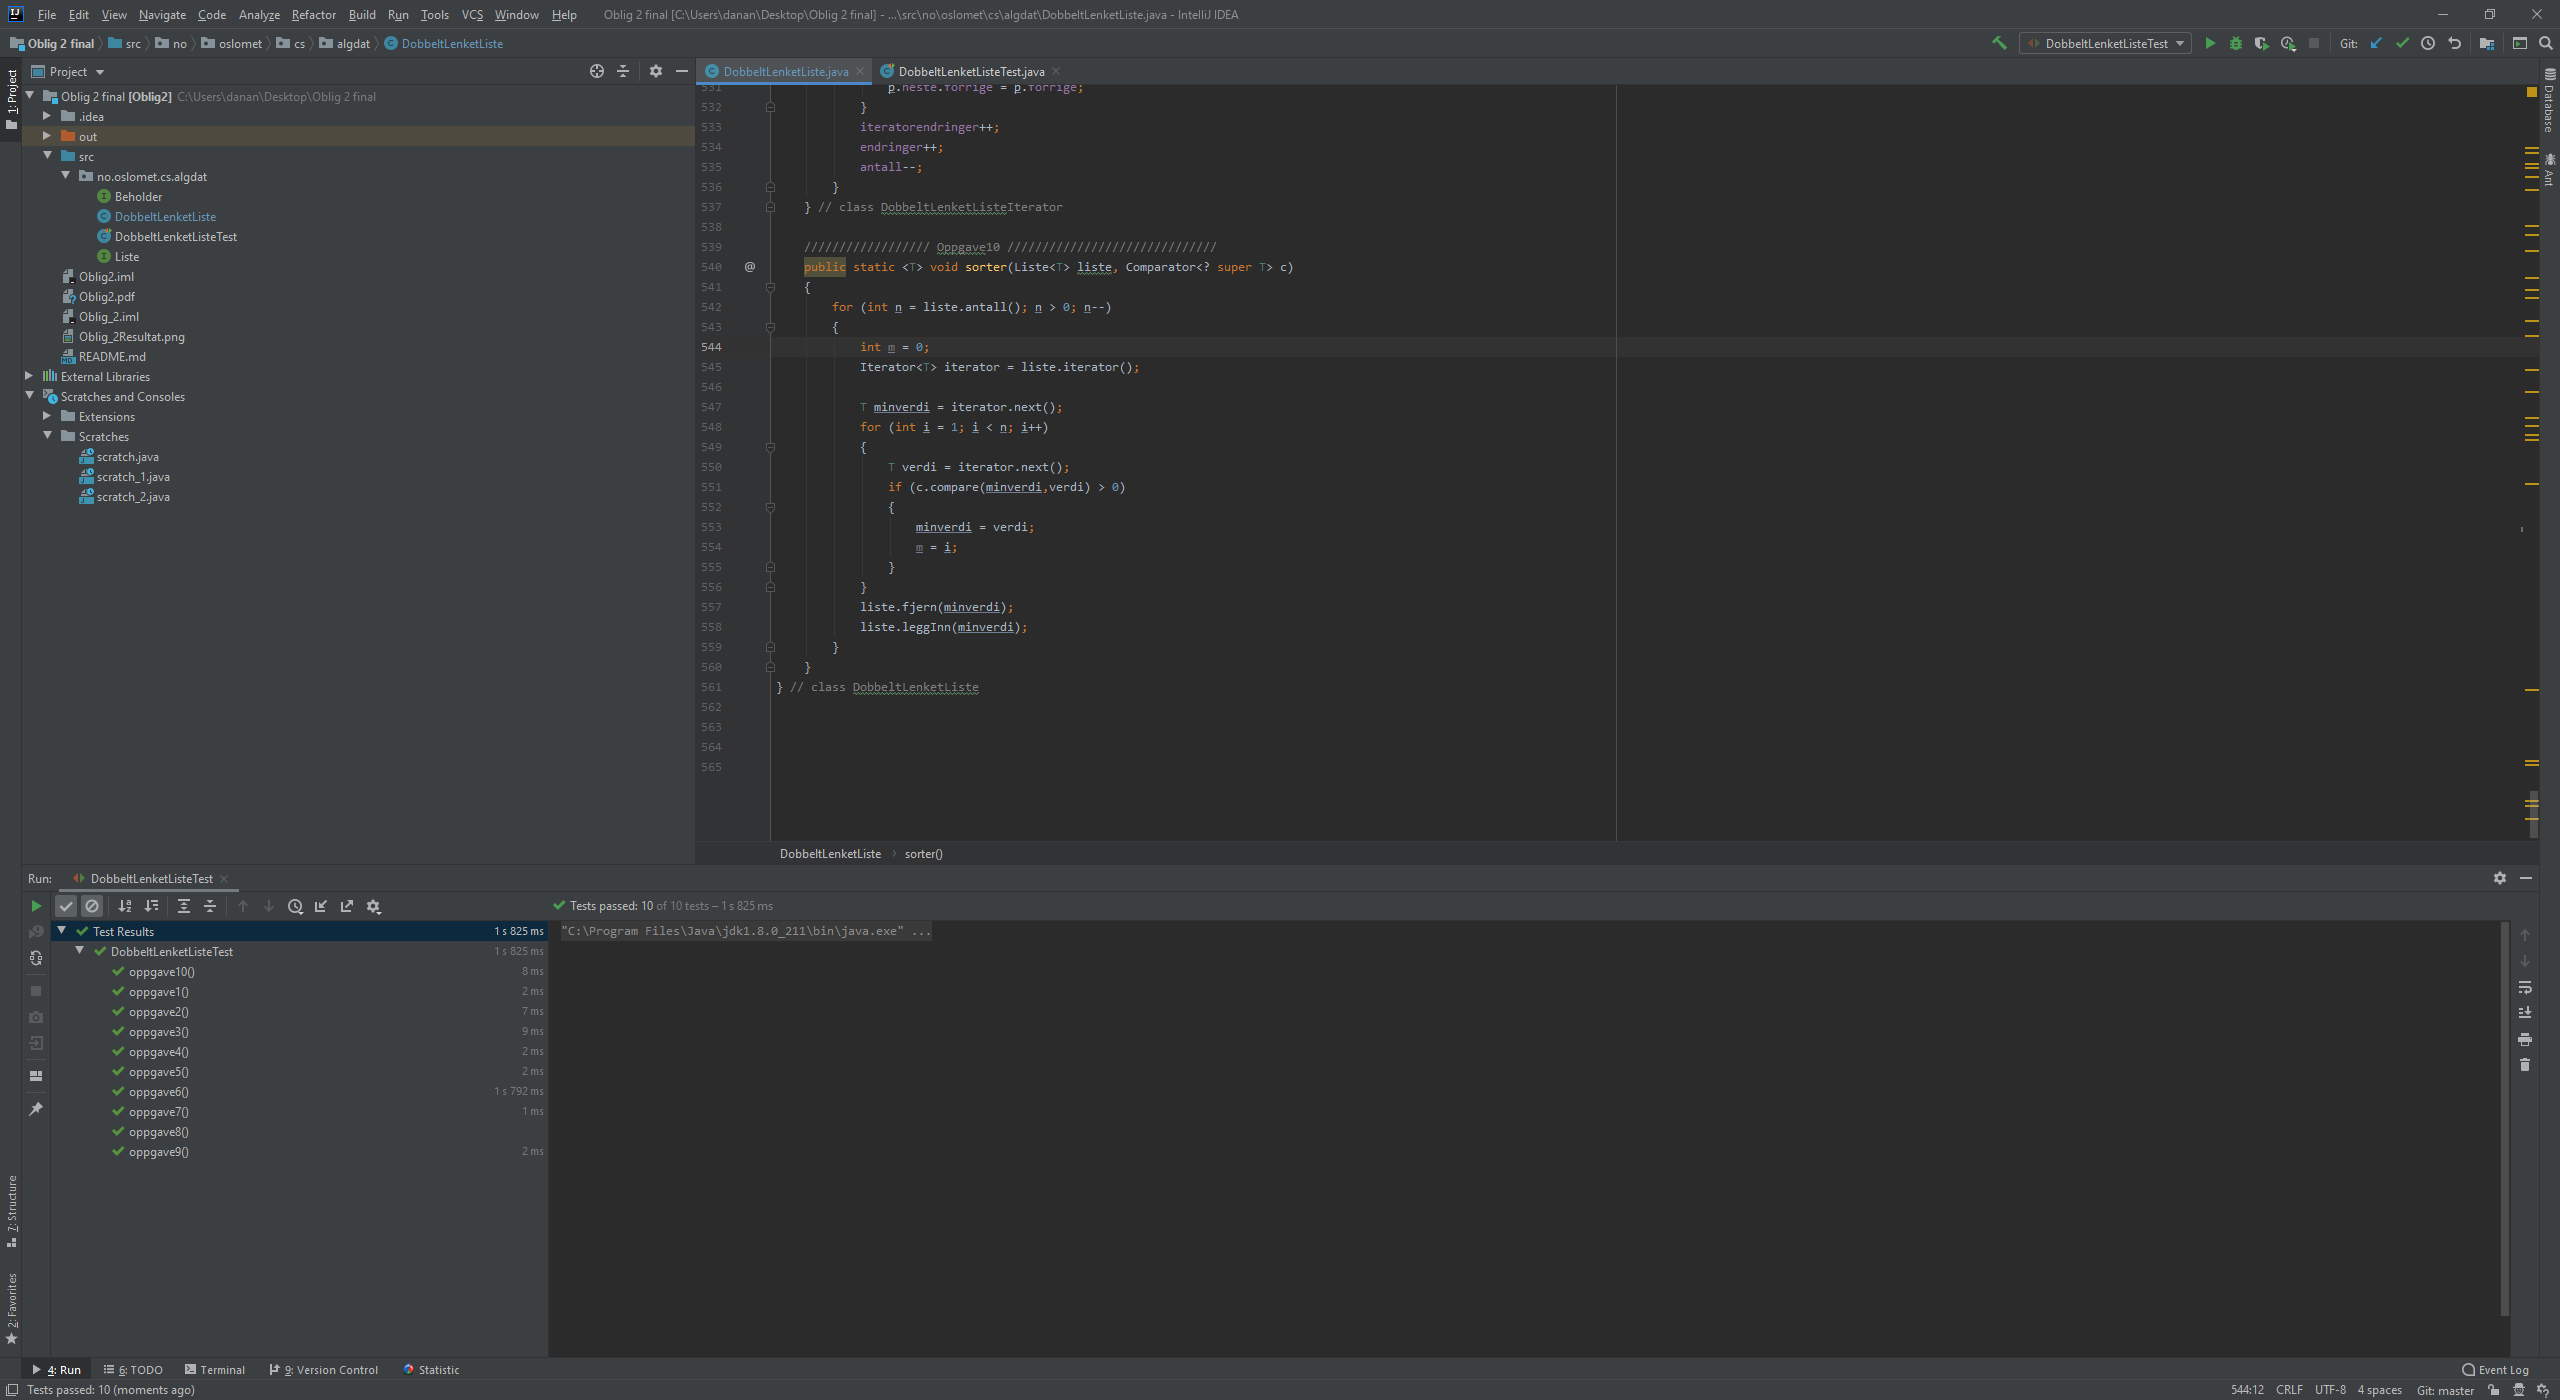 File Edit View Navigate Code Analyze Refactor Build Run Tools VCS Window Help Oblig 2 final [C:\Users\danan\Desktop\Oblig 2 final] - ...\src\no\oslomet\cs\algdat\DobbeltLenketListe.java - IntelliJ IDEA
Oblig 2 final src no oslomet cs algdat DobbeltLenketListe DobbeltLenketListeTest Git:
1: Project
Project
Oblig 2 final [Oblig2] C:\Users\danan\Desktop\Oblig 2 final
.idea
out
src
no.oslomet.cs.algdat
Beholder
DobbeltLenketListe
DobbeltLenketListeTest
Liste
Oblig2.iml
Oblig2.pdf
Oblig_2.iml
Oblig_2Resultat.png
README.md
External Libraries
Scratches and Consoles
Extensions
Scratches
scratch.java
scratch_1.java
scratch_2.java
DobbeltLenketListe.java DobbeltLenketListeTest.java
531 p.neste.forrige = p.forrige;
532 }
533 iteratorendringer++;
534 endringer++;
535 antall--;
536 }
537 } // class DobbeltLenketListeIterator
538
539 ////////////////// Oppgave10 //////////////////////////////
540 @ public static <T> void sorter(Liste<T> liste, Comparator<? super T> c)
541 {
542 for (int n = liste.antall(); n > 0; n--)
543 {
544 int m = 0;
545 Iterator<T> iterator = liste.iterator();
546
547 T minverdi = iterator.next();
548 for (int i = 1; i < n; i++)
549 {
550 T verdi = iterator.next();
551 if (c.compare(minverdi,verdi) > 0)
552 {
553 minverdi = verdi;
554 m = i;
555 }
556 }
557 liste.fjern(minverdi);
558 liste.leggInn(minverdi);
559 }
560 }
561 } // class DobbeltLenketListe
562
563
564
565
DobbeltLenketListe › sorter()
Database
Ant
Run: DobbeltLenketListeTest
Tests passed: 10 of 10 tests – 1 s 825 ms
Test Results 1 s 825 ms
DobbeltLenketListeTest 1 s 825 ms
oppgave10() 8 ms
oppgave1() 2 ms
oppgave2() 7 ms
oppgave3() 9 ms
oppgave4() 2 ms
oppgave5() 2 ms
oppgave6() 1 s 792 ms
oppgave7() 1 ms
oppgave8()
oppgave9() 2 ms
"C:\Program Files\Java\jdk1.8.0_211\bin\java.exe" ...
7: Structure
2: Favorites
4: Run 6: TODO Terminal 9: Version Control Statistic Event Log
Tests passed: 10 (moments ago) 544:12 CRLF UTF-8 4 spaces Git: master